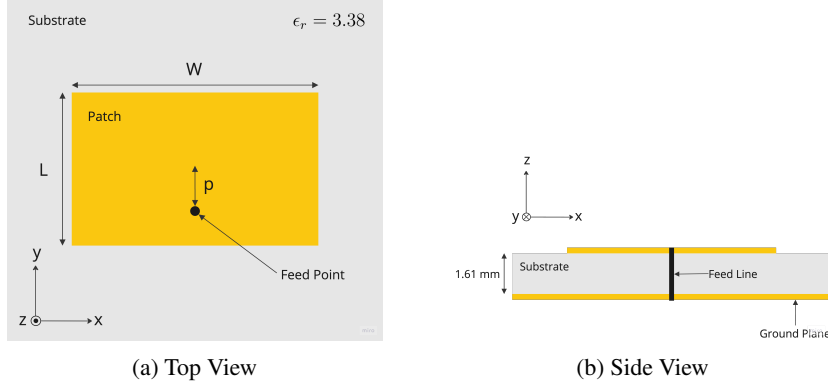 Substrate
ϵᵣ = 3.38
W
Patch
L
p
Feed Point
y
z
x
z
y
x
Substrate
1.61 mm
Feed Line
Ground Plane
(a) Top View
(b) Side View